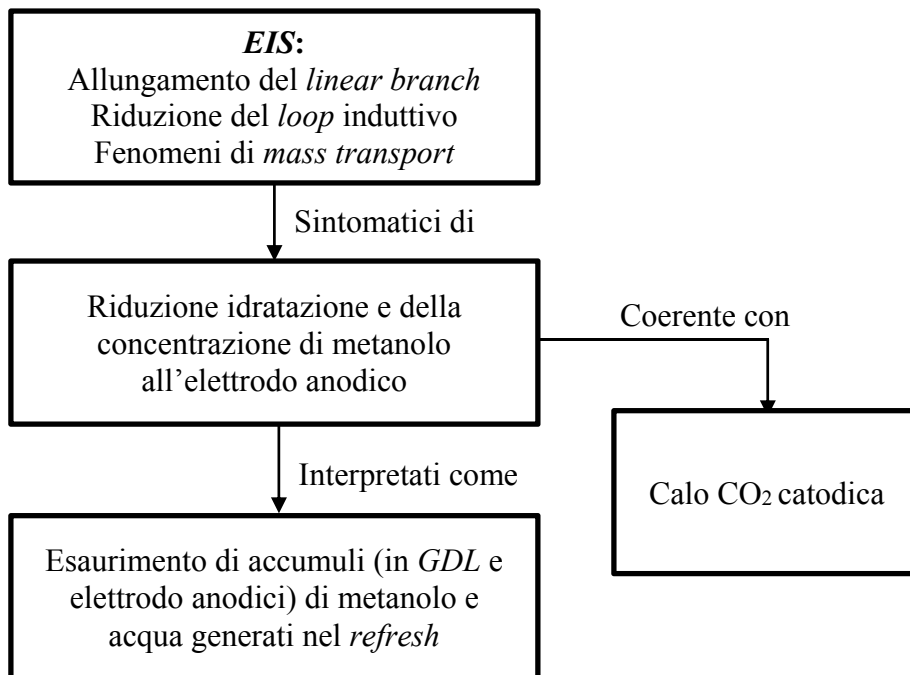 EIS:
Allungamento del linear branch
Riduzione del loop induttivo
Fenomeni di mass transport
Sintomatici di
Riduzione idratazione e della
concentrazione di metanolo
all’elettrodo anodico
Coerente con
Calo CO₂ catodica
Interpretati come
Esaurimento di accumuli (in GDL e
elettrodo anodici) di metanolo e
acqua generati nel refresh